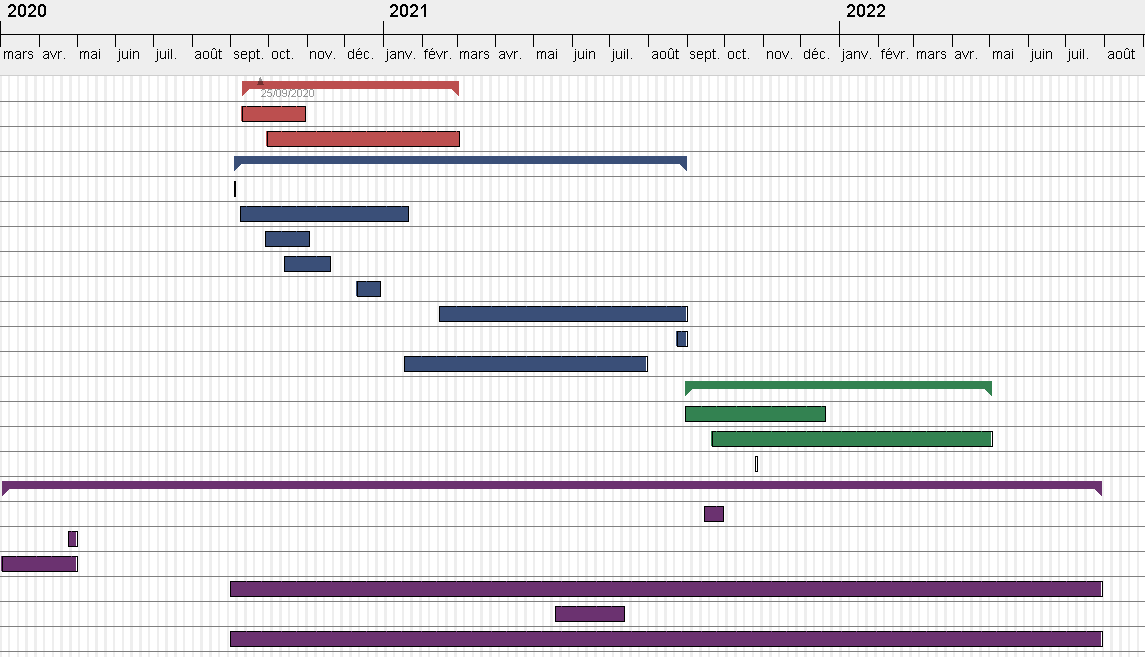 2020 2021 2022
mars avr. mai juin juil. août sept. oct. nov. déc. janv. févr. mars avr. mai juin juil. août sept. oct. nov. déc. janv. févr. mars avr. mai juin juil. août
25/09/2020